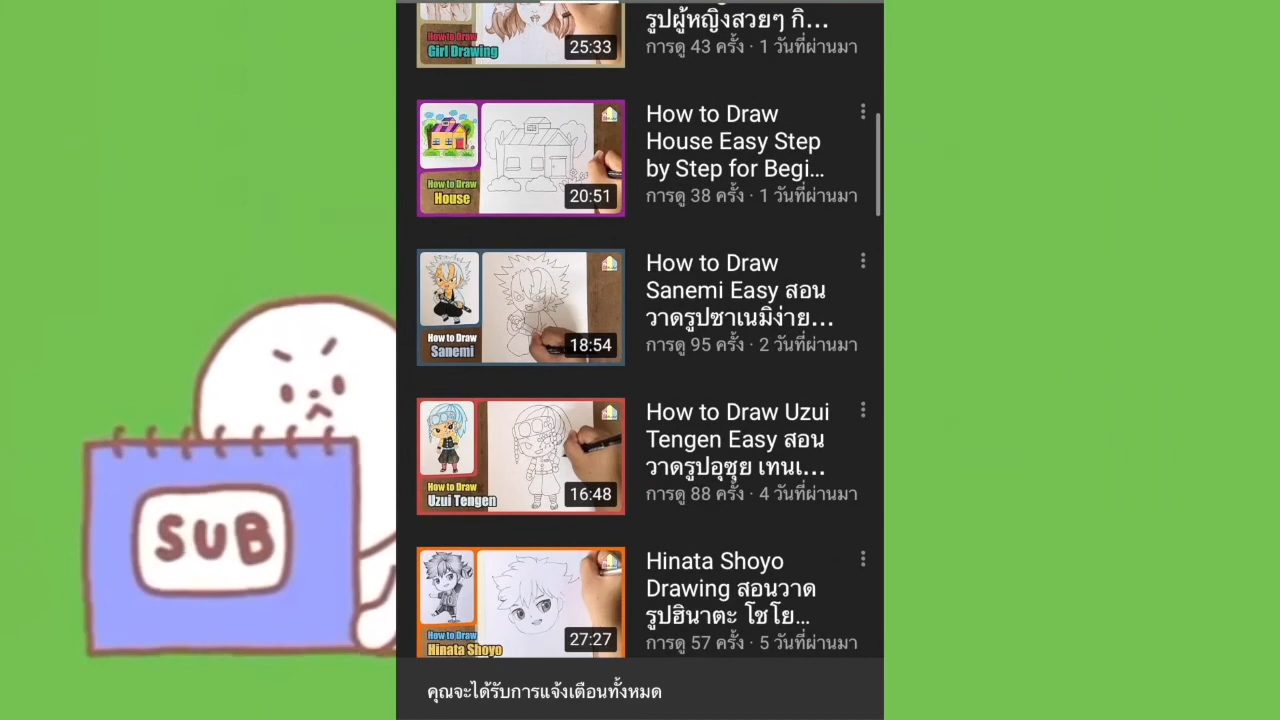 รูปผู้หญิงสวยๆ กิ...
How to Draw
Girl Drawing
25:33
การดู 43 ครั้ง · 1 วันที่ผ่านมา
How to Draw
House Easy Step
by Step for Begi...
How to Draw
House
20:51
การดู 38 ครั้ง · 1 วันที่ผ่านมา
How to Draw
Sanemi Easy สอน
วาดรูปซาเนมิง่าย...
How to Draw
Sanemi
18:54
การดู 95 ครั้ง · 2 วันที่ผ่านมา
How to Draw Uzui
Tengen Easy สอน
วาดรูปอุซุย เทนเ...
How to Draw
Uzui Tengen
16:48
การดู 88 ครั้ง · 4 วันที่ผ่านมา
Hinata Shoyo
Drawing สอนวาด
รูปฮินาตะ โชโย...
How to Draw
Hinata Shoyo
27:27
การดู 57 ครั้ง · 5 วันที่ผ่านมา
SUB
คุณจะได้รับการแจ้งเตือนทั้งหมด